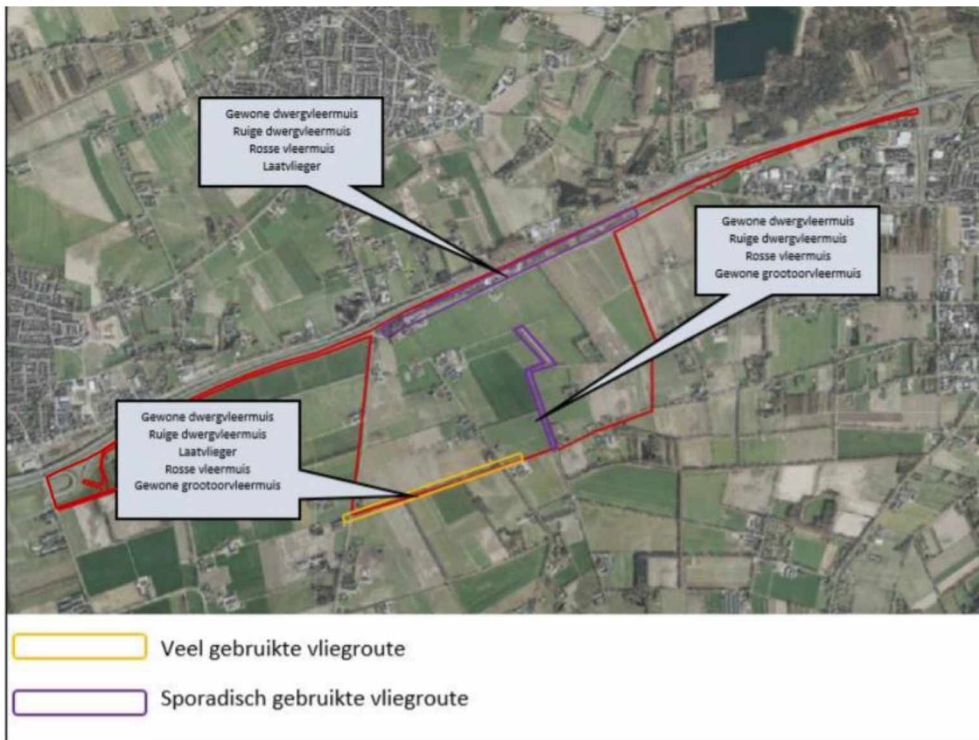 Gewone dwergvleermuis
Ruige dwergvleermuis
Rosse vleermuis
Laatvlieger
Gewone dwergvleermuis
Ruige dwergvleermuis
Rosse vleermuis
Gewone grootoorvleermuis
Gewone dwergvleermuis
Ruige dwergvleermuis
Laatvlieger
Rosse vleermuis
Gewone grootoorvleermuis
Veel gebruikte vliegroute
Sporadisch gebruikte vliegroute